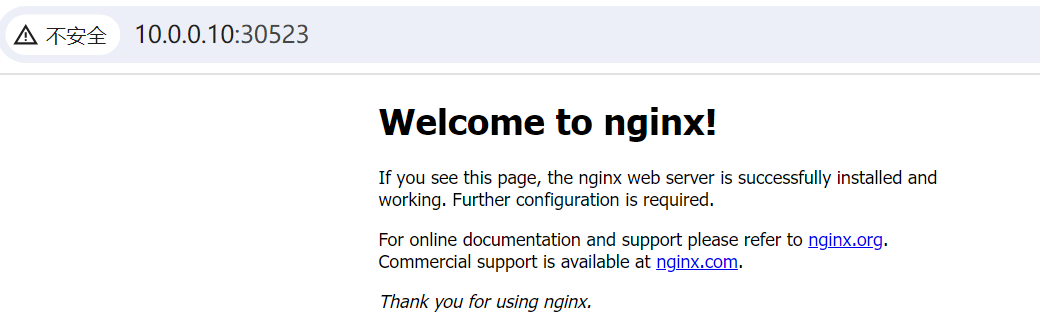 不安全 10.0.0.10:30523
Welcome to nginx!
If you see this page, the nginx web server is successfully installed and
working. Further configuration is required.
For online documentation and support please refer to nginx.org.
Commercial support is available at nginx.com.
Thank you for using nginx.